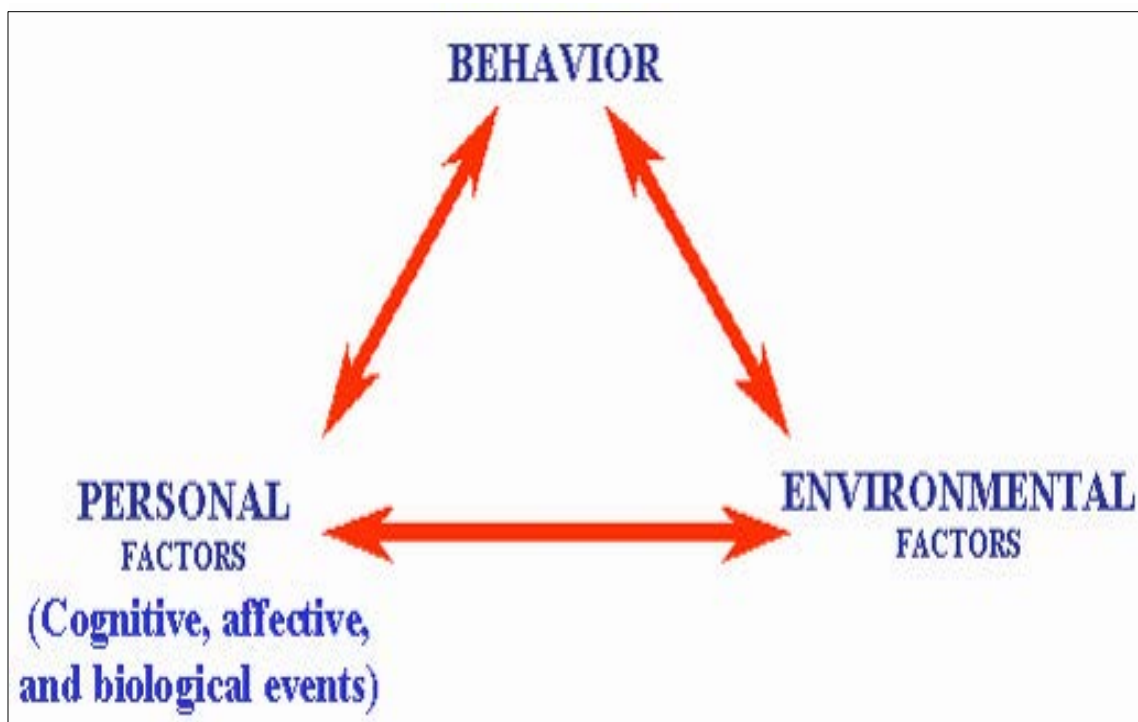 BEHAVIOR
PERSONAL
FACTORS
(Cognitive, affective,
and biological events)
ENVIRONMENTAL
FACTORS